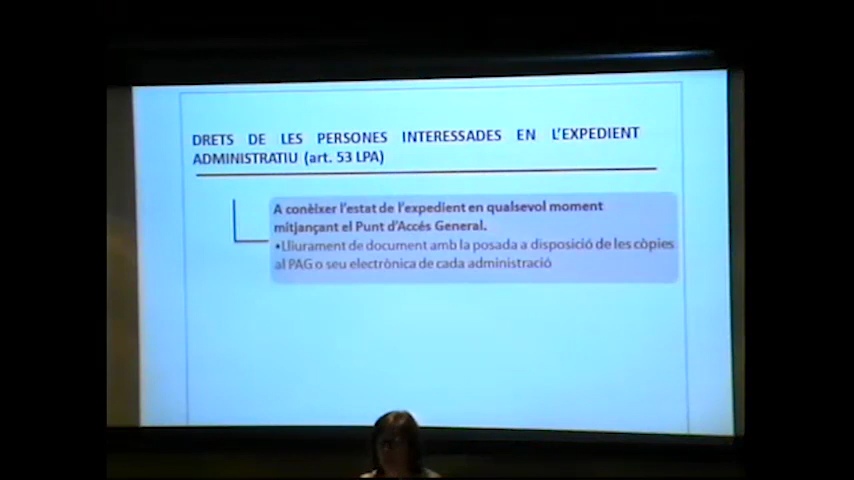 DRETS DE LES PERSONES INTERESSADES EN L'EXPEDIENT
ADMINISTRATIU (art. 53 LPA)
A conèixer l'estat de l'expedient en qualsevol moment
mitjançant el Punt d'Accés General.
•Lliurament de document amb la posada a disposició de les còpies
al PAG o seu electrònica de cada administració